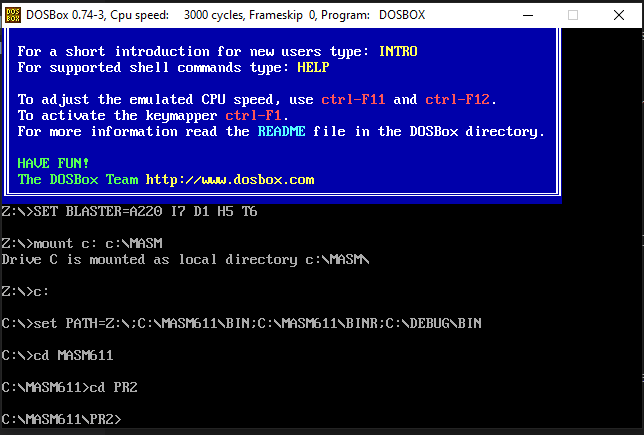 DOS
BOX
DOSBox 0.74-3, Cpu speed:    3000 cycles, Frameskip  0, Program:   DOSBOX
For a short introduction for new users type: INTRO
For supported shell commands type: HELP
To adjust the emulated CPU speed, use ctrl-F11 and ctrl-F12.
To activate the keymapper ctrl-F1.
For more information read the README file in the DOSBox directory.
HAVE FUN!
The DOSBox Team http://www.dosbox.com
Z:\>SET BLASTER=A220 I7 D1 H5 T6
Z:\>mount c: c:\MASM
Drive C is mounted as local directory c:\MASM\
Z:\>c:
C:\>set PATH=Z:\;C:\MASM611\BIN;C:\MASM611\BINR;C:\DEBUG\BIN
C:\>cd MASM611
C:\MASM611>cd PR2
C:\MASM611\PR2>